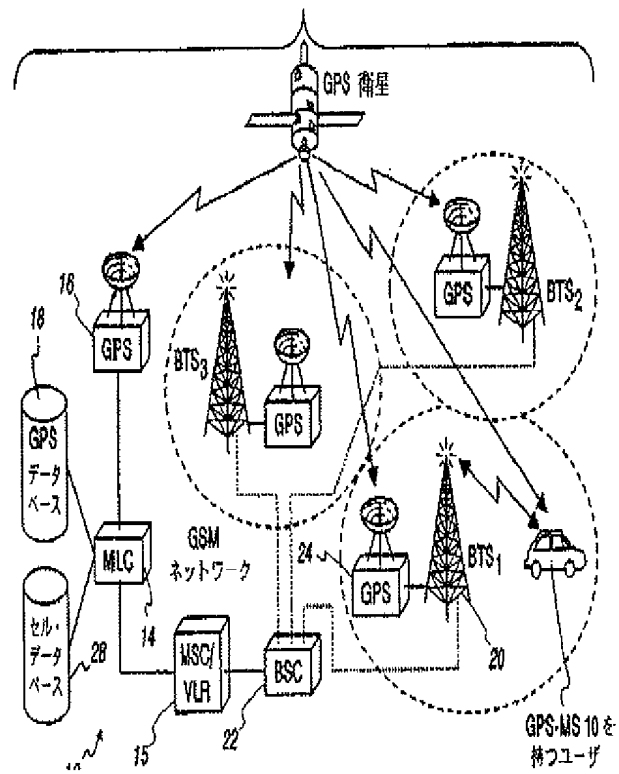 GPS 衛星
GPS
BTS2
16
GPS
18
BTS3
GPS
GPS
データ
ベース
GSM
ネットワーク
24
GPS
BTS1
MLC
14
20
セル・
データ
ベース
28
MSC/
VLR
15
BSC
22
GPS-MS 10 を
持つユーザ